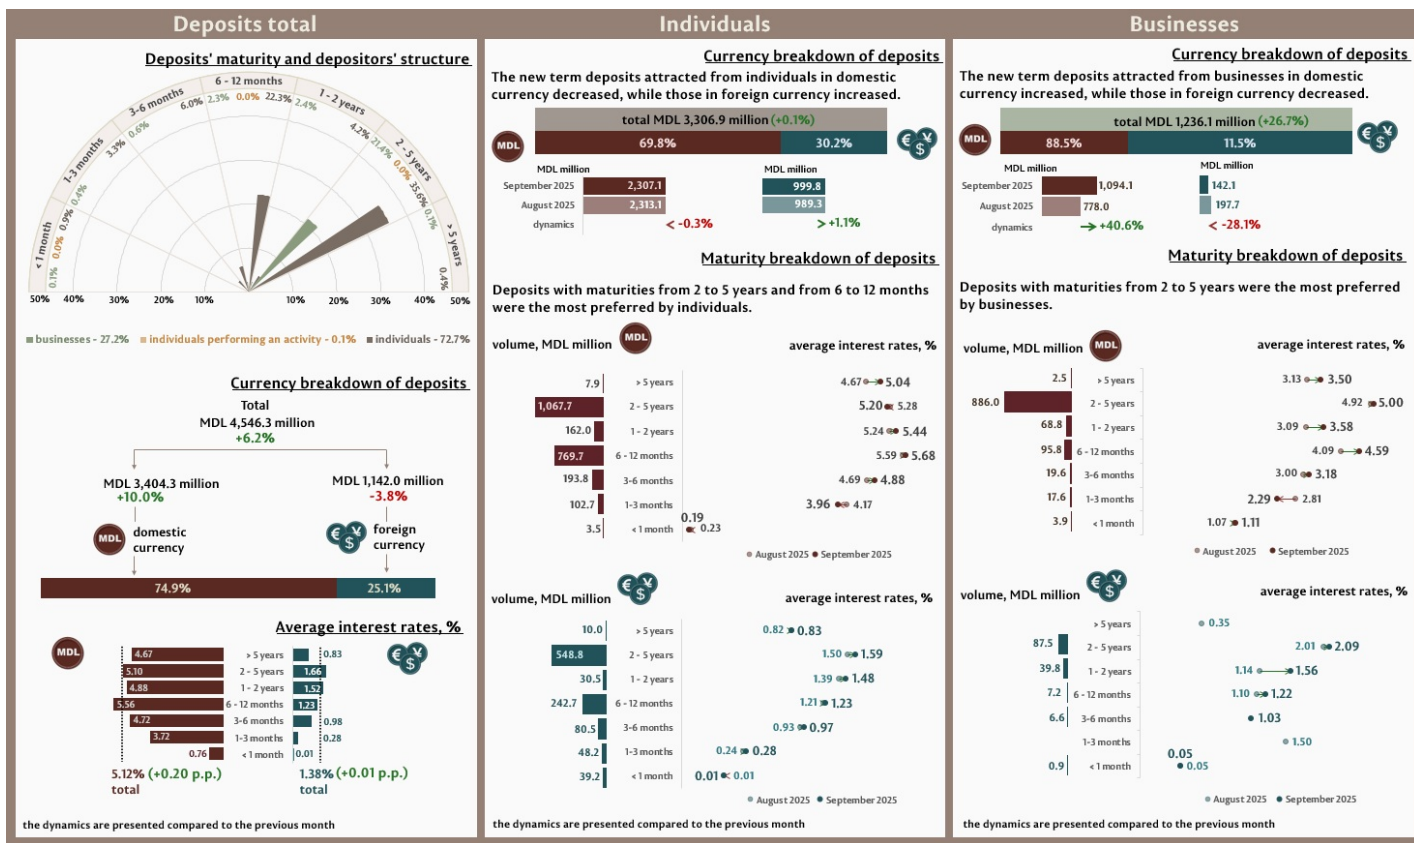 Deposits total
Deposits' maturity and depositors' structure
< 1 month
1-3 months
3-6 months
6 - 12 months
1 - 2 years
2 - 5 years
> 5 years
0.1%
0.0%
0.9%
0.4%
3.3%
0.6%
6.0%
2.3%
0.0%
22.3%
2.4%
4.2%
21.4%
0.0%
35.6%
0.1%
0.4%
50% 40% 30% 20% 10% 10% 20% 30% 40% 50%
businesses - 27.2% individuals performing an activity - 0.1% individuals - 72.7%
Currency breakdown of deposits
Total
MDL 4,546.3 million
+6.2%
MDL 3,404.3 million
+10.0%
MDL 1,142.0 million
-3.8%
MDL
domestic
currency
€ ¥ $
foreign
currency
74.9% 25.1%
Average interest rates, %
MDL
€ ¥ $
4.67 > 5 years 0.83
5.10 2 - 5 years 1.66
4.88 1 - 2 years 1.52
5.56 6 - 12 months 1.23
4.72 3-6 months 0.98
3.72 1-3 months 0.28
0.76 < 1 month 0.01
5.12% (+0.20 p.p.)
total
1.38% (+0.01 p.p.)
total
the dynamics are presented compared to the previous month
Individuals
Currency breakdown of deposits
The new term deposits attracted from individuals in domestic
currency decreased, while those in foreign currency increased.
total MDL 3,306.9 million (+0.1%)
MDL
69.8% 30.2%
€ ¥ $
MDL million MDL million
September 2025 2,307.1 999.8
August 2025 2,313.1 989.3
dynamics < -0.3% > +1.1%
Maturity breakdown of deposits
Deposits with maturities from 2 to 5 years and from 6 to 12 months
were the most preferred by individuals.
volume, MDL million MDL average interest rates, %
7.9 > 5 years 4.67 5.04
1,067.7 2 - 5 years 5.20 5.28
162.0 1 - 2 years 5.24 5.44
769.7 6 - 12 months 5.59 5.68
193.8 3-6 months 4.69 4.88
102.7 1-3 months 3.96 4.17
3.5 < 1 month 0.19 0.23
August 2025 September 2025
volume, MDL million € ¥ $ average interest rates, %
10.0 > 5 years 0.82 0.83
548.8 2 - 5 years 1.50 1.59
30.5 1 - 2 years 1.39 1.48
242.7 6 - 12 months 1.21 1.23
80.5 3-6 months 0.93 0.97
48.2 1-3 months 0.24 0.28
39.2 < 1 month 0.01 0.01
August 2025 September 2025
the dynamics are presented compared to the previous month
Businesses
Currency breakdown of deposits
The new term deposits attracted from businesses in domestic
currency increased, while those in foreign currency decreased.
total MDL 1,236.1 million (+26.7%)
MDL
88.5% 11.5%
€ ¥ $
MDL million MDL million
September 2025 1,094.1 142.1
August 2025 778.0 197.7
dynamics +40.6% < -28.1%
Maturity breakdown of deposits
Deposits with maturities from 2 to 5 years were the most preferred
by businesses.
volume, MDL million MDL average interest rates, %
2.5 > 5 years 3.13 3.50
886.0 2 - 5 years 4.92 5.00
68.8 1 - 2 years 3.09 3.58
95.8 6 - 12 months 4.09 4.59
19.6 3-6 months 3.00 3.18
17.6 1-3 months 2.29 2.81
3.9 < 1 month 1.07 1.11
August 2025 September 2025
volume, MDL million € ¥ $ average interest rates, %
> 5 years 0.35
87.5 2 - 5 years 2.01 2.09
39.8 1 - 2 years 1.14 1.56
7.2 6 - 12 months 1.10 1.22
6.6 3-6 months 1.03
1-3 months 1.50
0.9 < 1 month 0.05 0.05
August 2025 September 2025
the dynamics are presented compared to the previous month